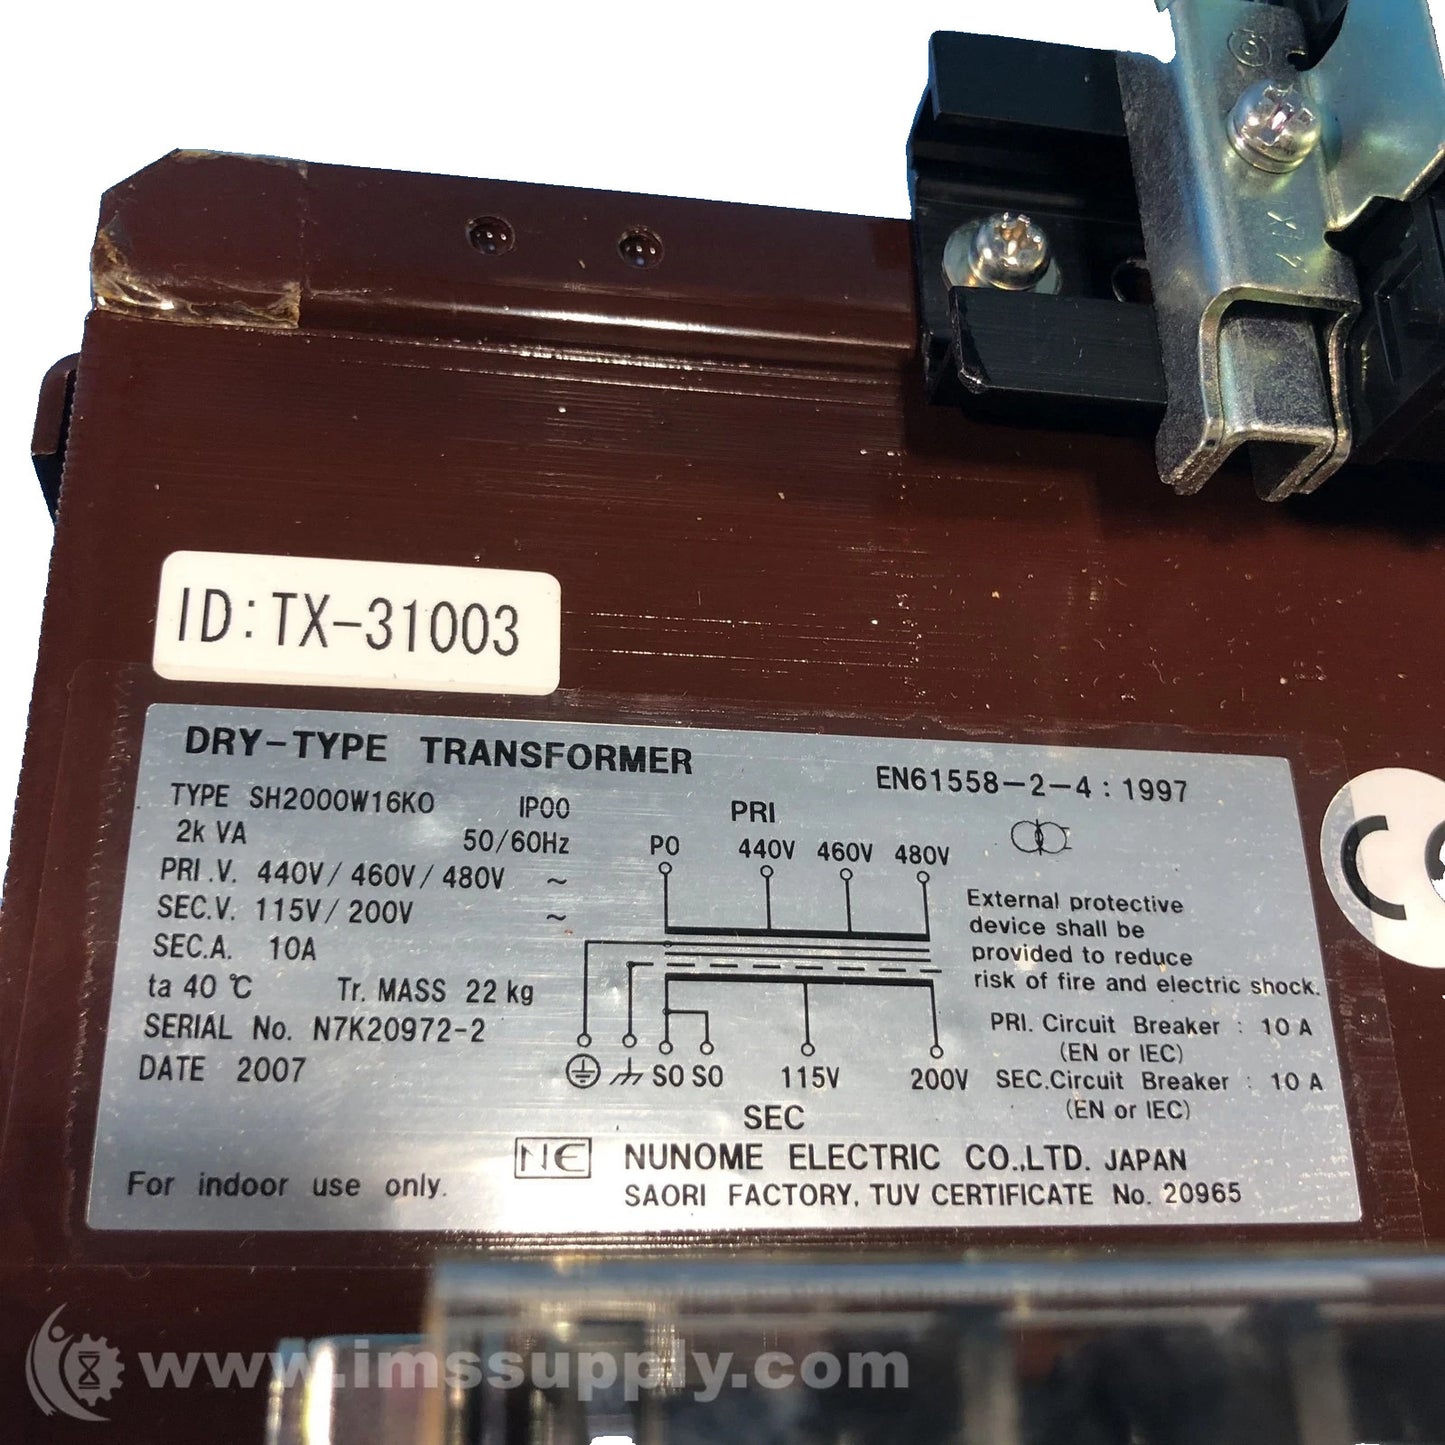 ID:TX-31003
DRY-TYPE TRANSFORMER
EN61558-2-4:1997
TYPE SH2000W16KO IP00
2k VA 50/60Hz
PRI.V. 440V/460V/480V ~
SEC.V. 115V/200V ~
SEC.A. 10A
ta 40 ℃ Tr. MASS 22 kg
SERIAL No. N7K20972-2
DATE 2007
PRI
PO 440V 460V 480V
SO SO 115V 200V
SEC
External protective
device shall be
provided to reduce
risk of fire and electric shock.
PRI. Circuit Breaker : 10 A
(EN or IEC)
SEC.Circuit Breaker : 10 A
(EN or IEC)
For indoor use only.
NE NUNOME ELECTRIC CO.,LTD. JAPAN
SAORI FACTORY, TUV CERTIFICATE No. 20965
www.imssupply.com